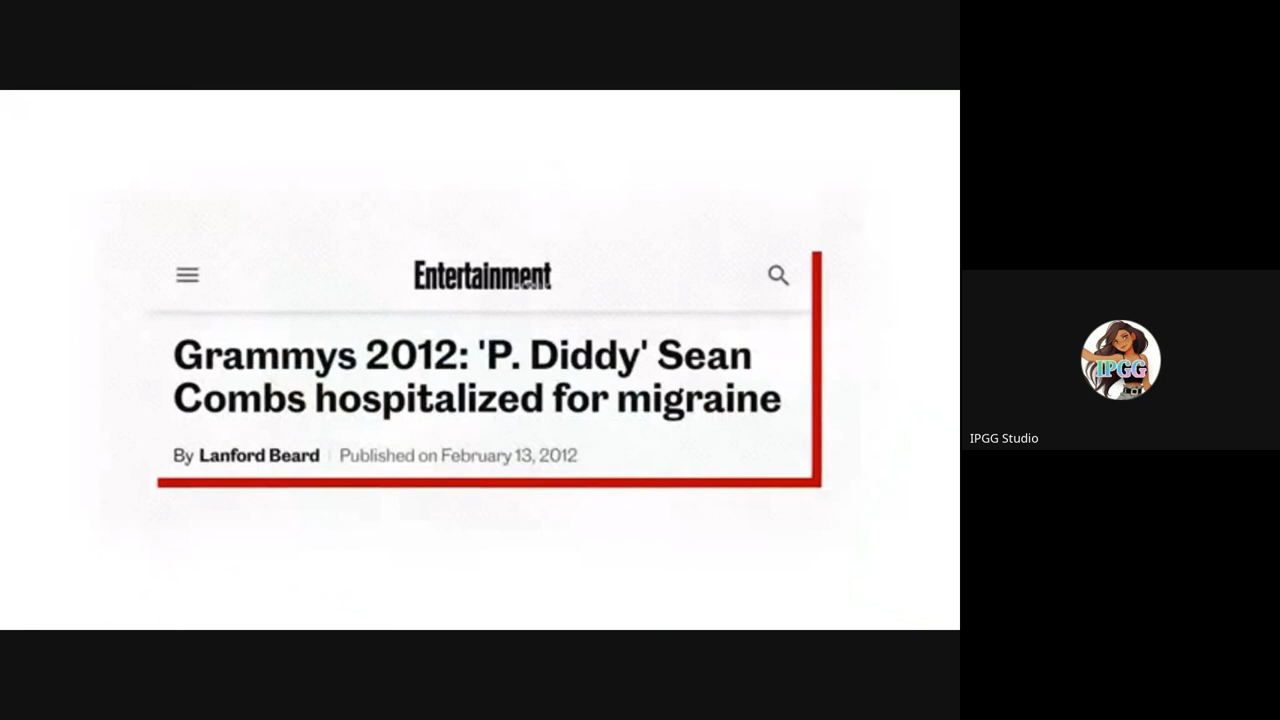 Entertainment
Grammys 2012: 'P. Diddy' Sean
Combs hospitalized for migraine
By Lanford Beard Published on February 13, 2012
IPGG
IPGG Studio